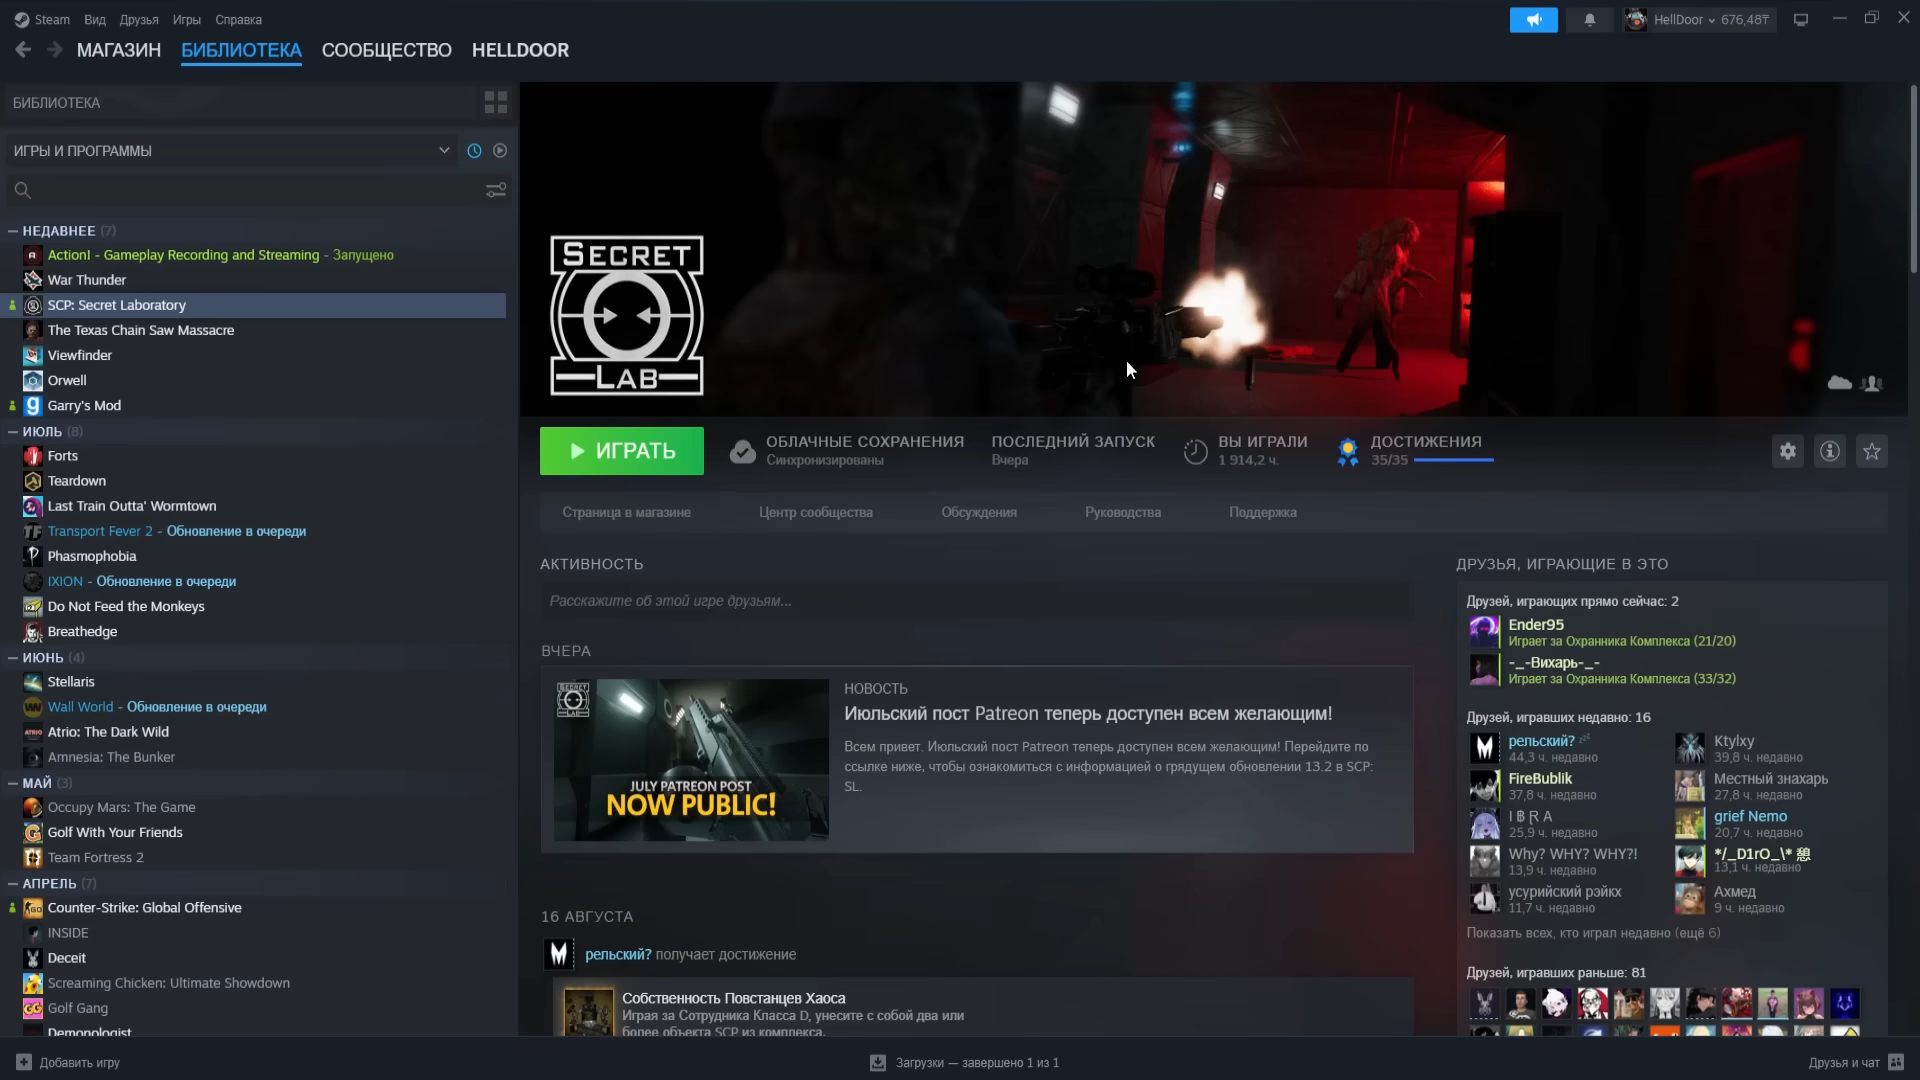 Steam Вид Друзья Игры Справка
HellDoor 676,48₸
МАГАЗИН БИБЛИОТЕКА СООБЩЕСТВО HELLDOOR
БИБЛИОТЕКА
ИГРЫ И ПРОГРАММЫ
— НЕДАВНЕЕ (7)
Action! - Gameplay Recording and Streaming - Запущено
War Thunder
SCP: Secret Laboratory
The Texas Chain Saw Massacre
Viewfinder
Orwell
Garry's Mod
— ИЮЛЬ (8)
Forts
Teardown
Last Train Outta' Wormtown
Transport Fever 2 - Обновление в очереди
Phasmophobia
IXION - Обновление в очереди
Do Not Feed the Monkeys
Breathedge
— ИЮНЬ (4)
Stellaris
Wall World - Обновление в очереди
Atrio: The Dark Wild
Amnesia: The Bunker
— МАЙ (3)
Occupy Mars: The Game
Golf With Your Friends
Team Fortress 2
— АПРЕЛЬ (7)
Counter-Strike: Global Offensive
INSIDE
Deceit
Screaming Chicken: Ultimate Showdown
Golf Gang
Demonologist
SECRET
LAB
ИГРАТЬ
ОБЛАЧНЫЕ СОХРАНЕНИЯ
Синхронизированы
ПОСЛЕДНИЙ ЗАПУСК
Вчера
ВЫ ИГРАЛИ
1 914,2 ч.
ДОСТИЖЕНИЯ
35/35
Страница в магазине Центр сообщества Обсуждения Руководства Поддержка
АКТИВНОСТЬ
Расскажите об этой игре друзьям...
ВЧЕРА
SECRET
LAB
JULY PATREON POST
NOW PUBLIC!
НОВОСТЬ
Июльский пост Patreon теперь доступен всем желающим!
Всем привет. Июльский пост Patreon теперь доступен всем желающим! Перейдите по
ссылке ниже, чтобы ознакомиться с информацией о грядущем обновлении 13.2 в SCP:
SL.
16 АВГУСТА
рельский? получает достижение
Собственность Повстанцев Хаоса
Играя за Сотрудника Класса D, унесите с собой два или
более объекта SCP из комплекса.
ДРУЗЬЯ, ИГРАЮЩИЕ В ЭТО
Друзей, играющих прямо сейчас: 2
Ender95
Играет за Охранника Комплекса (21/20)
-_-Вихарь-_-
Играет за Охранника Комплекса (33/32)
Друзей, игравших недавно: 16
рельский? zz
44,3 ч. недавно
Ktylxy
39,8 ч. недавно
FireBublik
37,8 ч. недавно
Местный знахарь
27,8 ч. недавно
I ฿ Ɽ A
25,9 ч. недавно
grief Nemo
20,7 ч. недавно
Why? WHY? WHY?!
13,9 ч. недавно
*/_D1rO_\* 憩
13,1 ч. недавно
усурийский рэйкх
11,7 ч. недавно
Ахмед
9 ч. недавно
Показать всех, кто играл недавно (ещё 6)
Друзей, игравших раньше: 81
Добавить игру
Загрузки — завершено 1 из 1
Друзья и чат